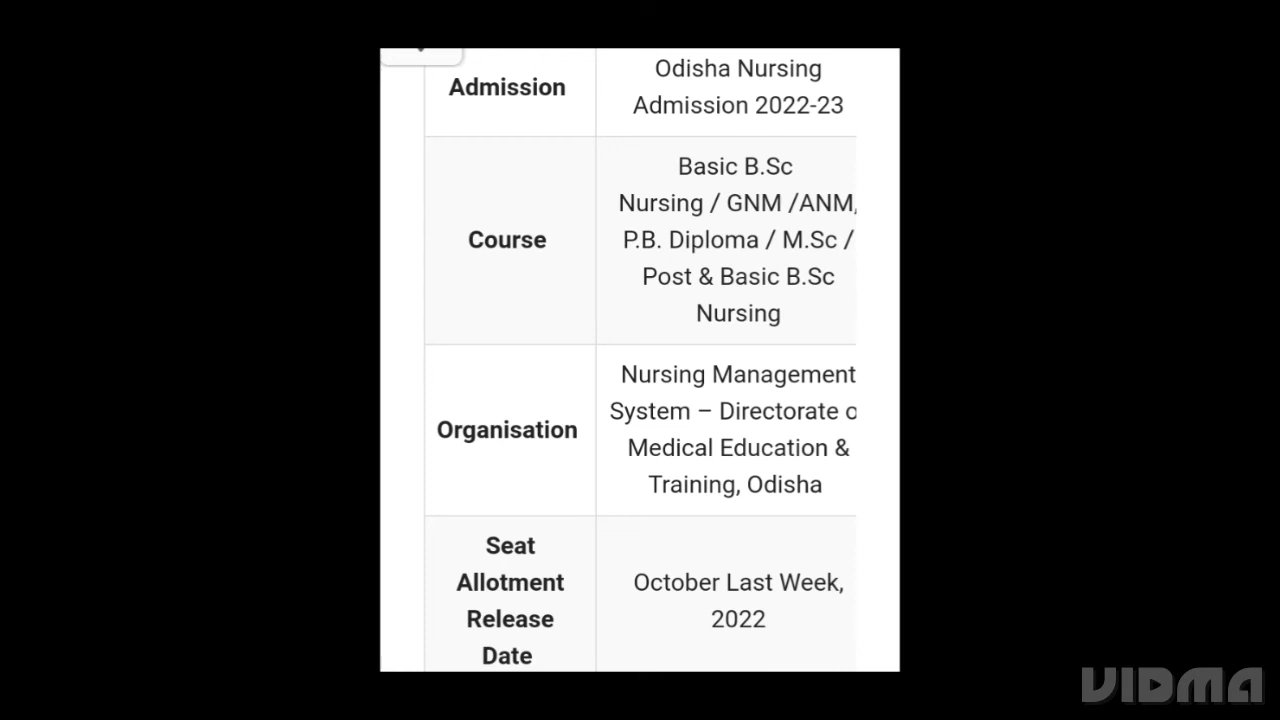 Admission
Odisha Nursing
Admission 2022-23
Course
Basic B.Sc
Nursing / GNM /ANM,
P.B. Diploma / M.Sc /
Post & Basic B.Sc
Nursing
Organisation
Nursing Management
System – Directorate o
Medical Education &
Training, Odisha
Seat
Allotment
Release
Date
October Last Week,
2022
VIDMA